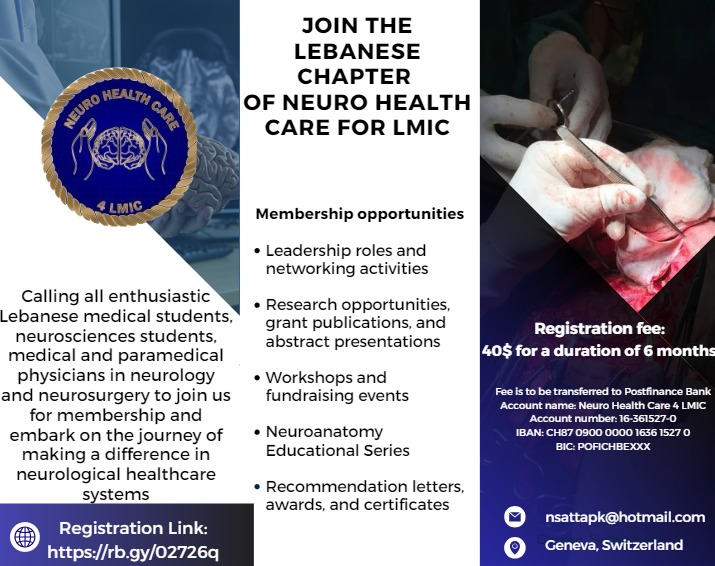 NEURO HEALTH CARE
4 LMIC
Calling all enthusiastic
Lebanese medical students,
neurosciences students,
medical and paramedical
physicians in neurology
and neurosurgery to join us
for membership and
embark on the journey of
making a difference in
neurological healthcare
systems
Registration Link:
https://rb.gy/02726q
JOIN THE
LEBANESE
CHAPTER
OF NEURO HEALTH
CARE FOR LMIC
Membership opportunities
• Leadership roles and
networking activities
• Research opportunities,
grant publications, and
abstract presentations
• Workshops and
fundraising events
• Neuroanatomy
Educational Series
• Recommendation letters,
awards, and certificates
Registration fee:
40$ for a duration of 6 months
Fee is to be transferred to Postfinance Bank
Account name: Neuro Health Care 4 LMIC
Account number: 16-361527-0
IBAN: CH87 0900 0000 1636 1527 0
BIC: POFICHBEXXX
nsattapk@hotmail.com
Geneva, Switzerland